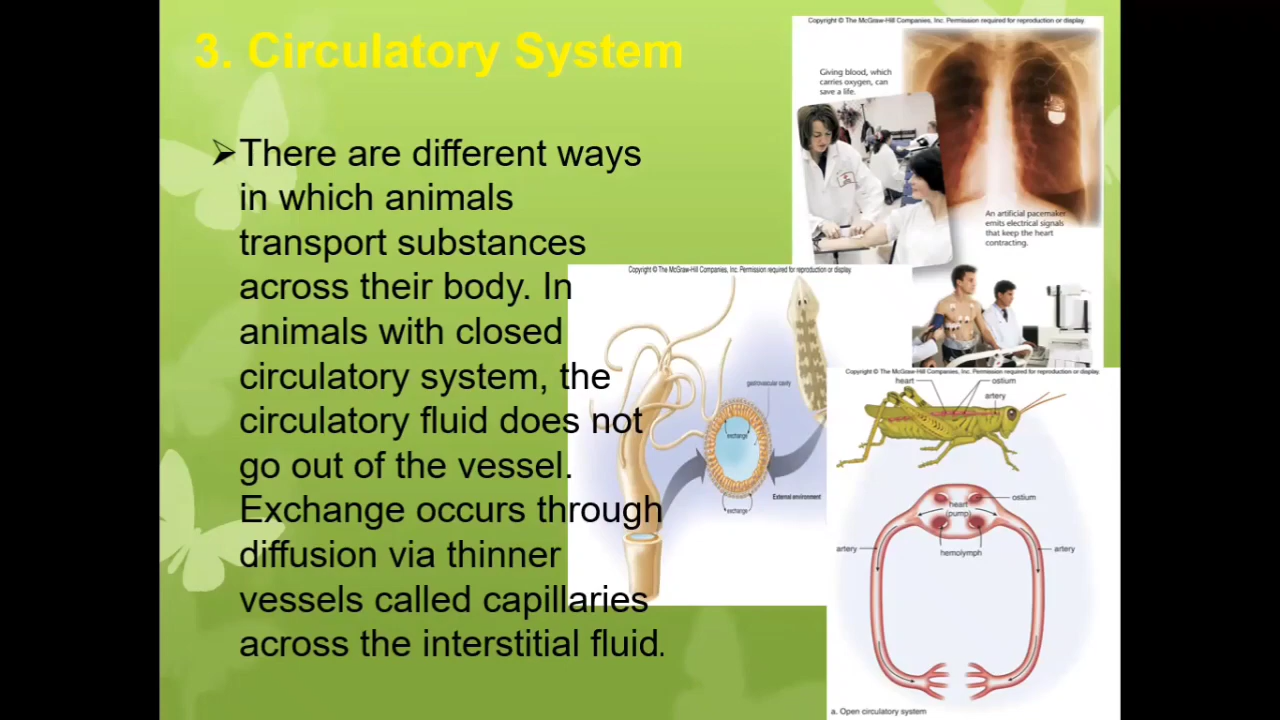 3. Circulatory System
➢There are different ways
in which animals
transport substances
across their body. In
animals with closed
circulatory system, the
circulatory fluid does not
go out of the vessel.
Exchange occurs through
diffusion via thinner
vessels called capillaries
across the interstitial fluid.
Copyright © The McGraw-Hill Companies, Inc. Permission required for reproduction or display.
Giving blood, which
carries oxygen, can
save a life.
An artificial pacemaker
emits electrical signals
that keep the heart
contracting.
Copyright © The McGraw-Hill Companies, Inc. Permission required for reproduction or display.
gastrovascular cavity
exchange
External environment
exchange
Copyright © The McGraw-Hill Companies, Inc. Permission required for reproduction or display.
heart
ostium
artery
ostium
heart
(pump)
artery
hemolymph
artery
a. Open circulatory system